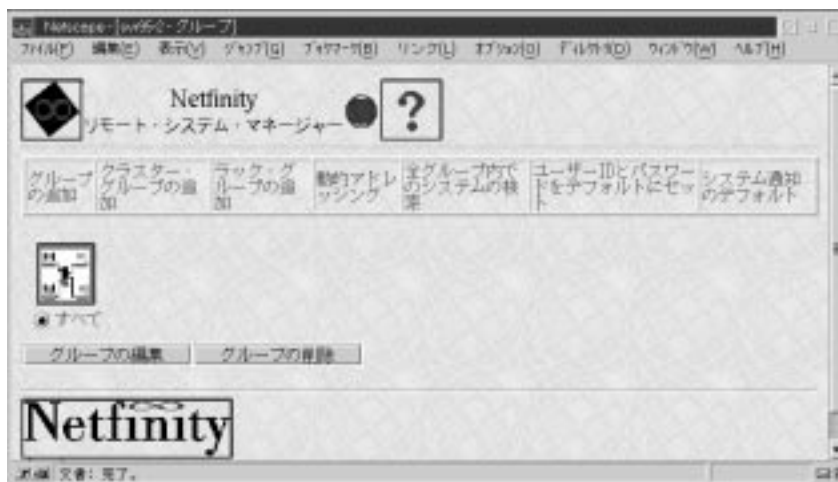 Netscape - [svr95-2 - グループ]
ファイル(F) 編集(E) 表示(V) ジャンプ(G) ブックマーク(B) リンク(L) オプション(O) ディレクトリ(D) ウィンドウ(W) ヘルプ(H)
Netfinity
リモート・システム・マネージャー
?
グループ
の追加
クラスター・
グループの追
加
ラック・グ
ループの追
加
動的アドレ
ッシング
全グループ内で
のシステムの検
索
ユーザーIDとパスワー
ドをデフォルトにセッ
ト
システム通知
のデフォルト
すべて
グループの編集 グループの削除
Netfinity
文書: 完了。